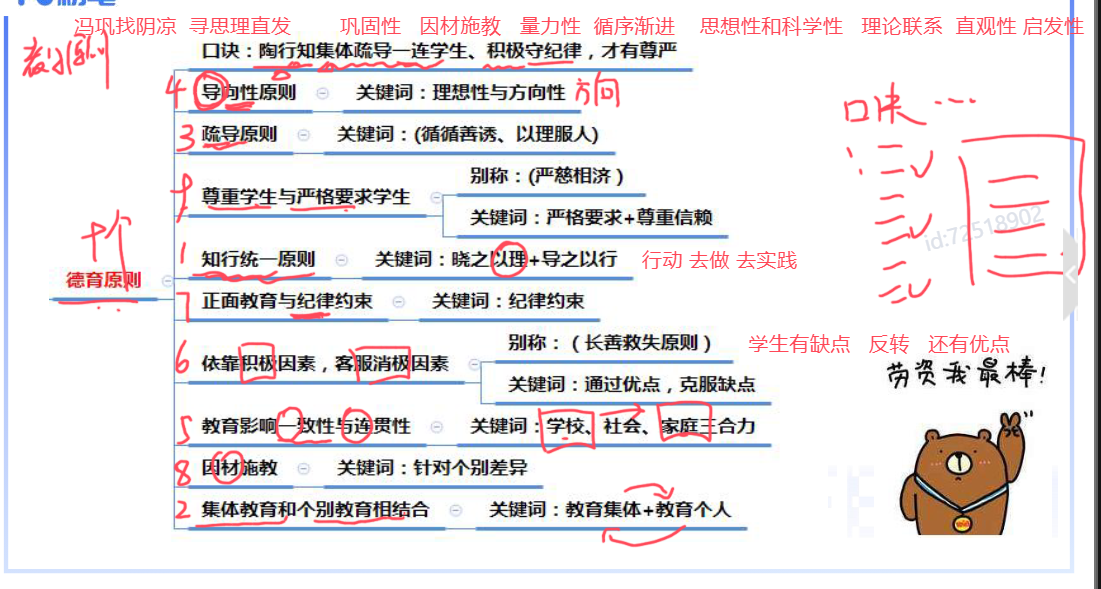 冯巩找阴凉 寻思理直发 巩固性 因材施教 量力性 循序渐进 思想性和科学性 理论联系 直观性 启发性
口诀：陶行知集体疏导一连学生、积极守纪律，才有尊严
4 导向性原则 关键词：理想性与方向性 方向
口诀 ...
3 疏导原则 关键词：(循循善诱、以理服人)
尊重学生与严格要求学生 别称：(严慈相济)
关键词：严格要求+尊重信赖
id:72518902
十个
1 知行统一原则 关键词：晓之以理+导之以行 行动 去做 去实践
德育原则
7 正面教育与纪律约束 关键词：纪律约束
6 依靠积极因素，客服消极因素 别称：（长善救失原则） 学生有缺点 反转 还有优点
关键词：通过优点，克服缺点
劳资我最棒!
5 教育影响一致性与连贯性 关键词：学校、社会、家庭三合力
8 因材施教 关键词：针对个别差异
2 集体教育和个别教育相结合 关键词：教育集体+教育个人